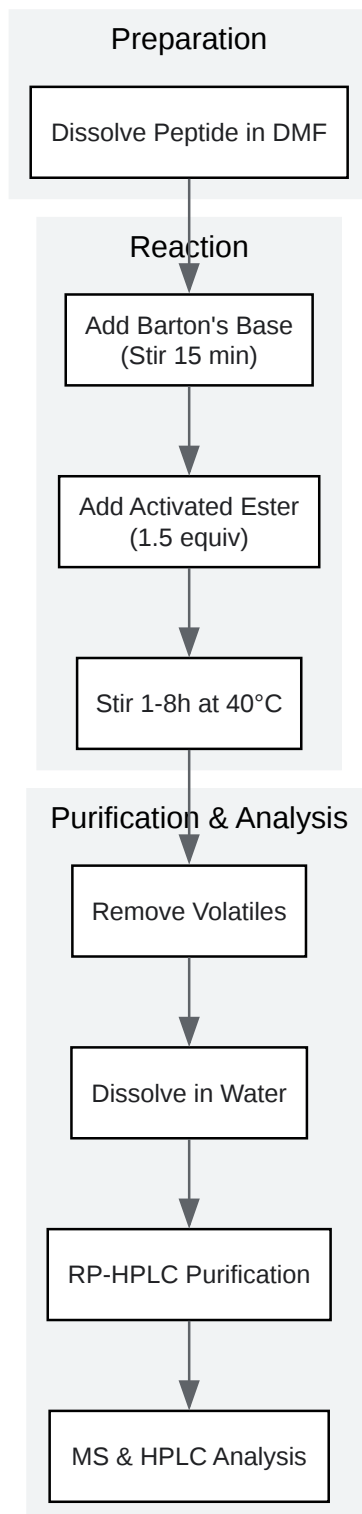 Preparation
Dissolve Peptide in DMF
Reaction
Add Barton's Base
(Stir 15 min)
Add Activated Ester
(1.5 equiv)
Stir 1-8h at 40°C
Purification & Analysis
Remove Volatiles
Dissolve in Water
RP-HPLC Purification
MS & HPLC Analysis